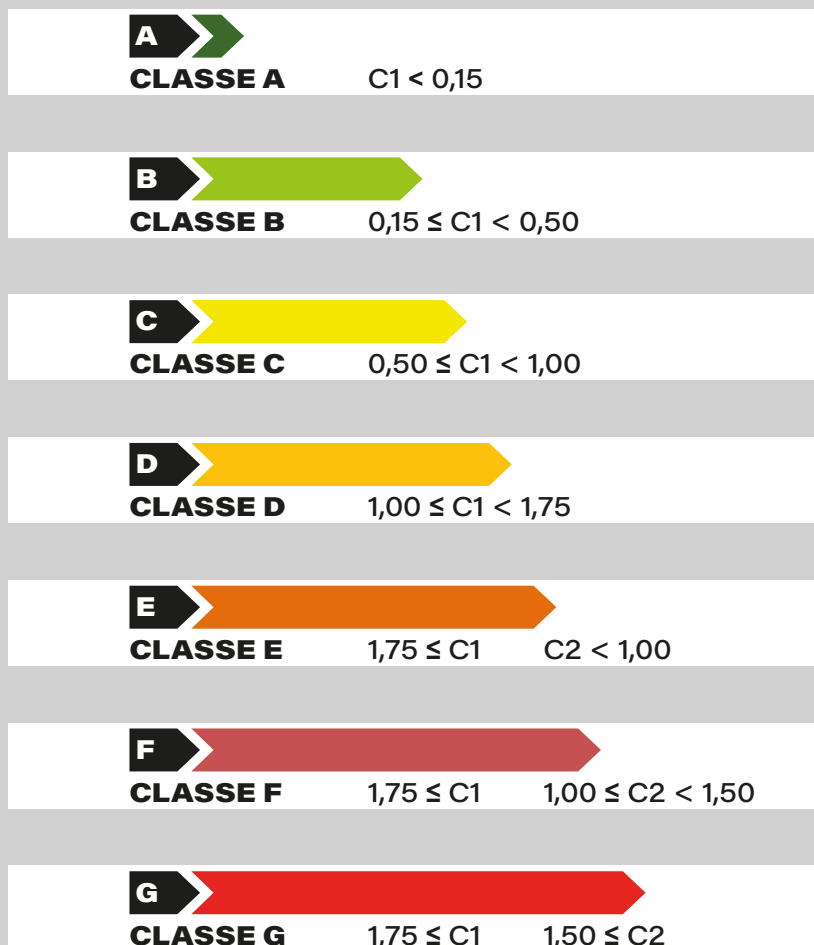 A
CLASSE A C1 < 0,15
B
CLASSE B 0,15 ≤ C1 < 0,50
C
CLASSE C 0,50 ≤ C1 < 1,00
D
CLASSE D 1,00 ≤ C1 < 1,75
E
CLASSE E 1,75 ≤ C1 C2 < 1,00
F
CLASSE F 1,75 ≤ C1 1,00 ≤ C2 < 1,50
G
CLASSE G 1,75 ≤ C1 1,50 ≤ C2